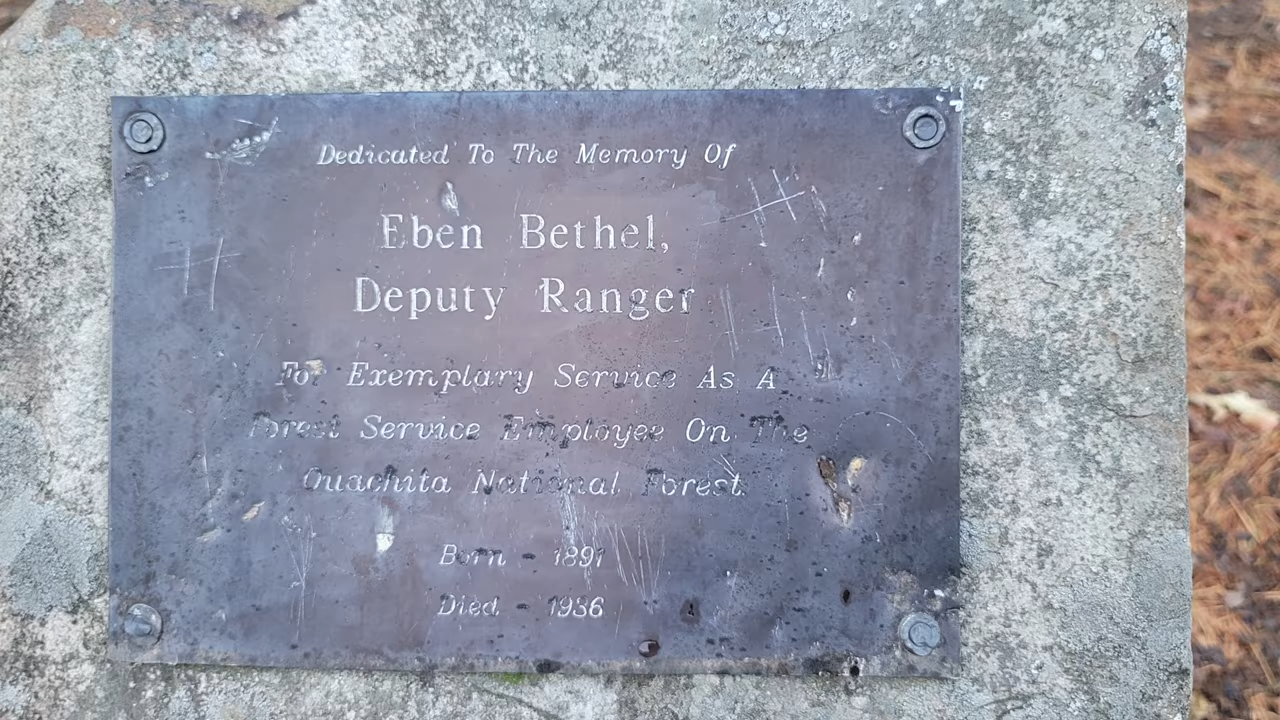 Dedicated To The Memory Of
Eben Bethel,
Deputy Ranger
For Exemplary Service As A
Forest Service Employee On The
Ouachita National Forest
Born - 1891
Died - 1936